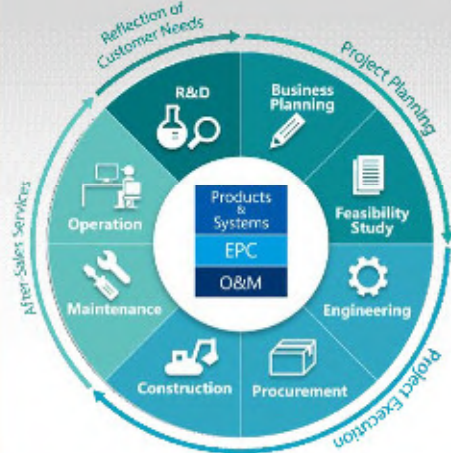 Reflection of
Customer Needs
Project Planning
Project Execution
After-Sales Services
R&D
Business
Planning
Feasibility
Study
Engineering
Procurement
Construction
Maintenance
Operation
Products
&
Systems
EPC
O&M